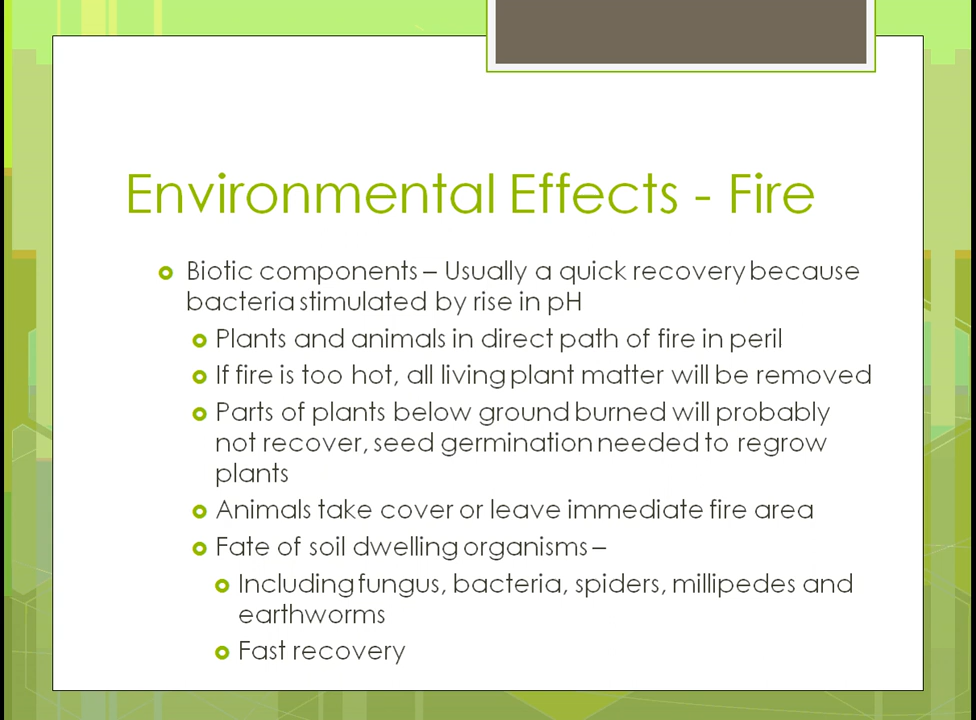 Environmental Effects - Fire
Biotic components – Usually a quick recovery because
bacteria stimulated by rise in pH
Plants and animals in direct path of fire in peril
If fire is too hot, all living plant matter will be removed
Parts of plants below ground burned will probably
not recover, seed germination needed to regrow
plants
Animals take cover or leave immediate fire area
Fate of soil dwelling organisms –
Including fungus, bacteria, spiders, millipedes and
earthworms
Fast recovery